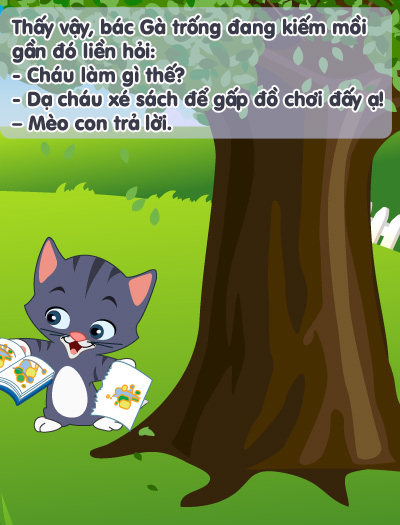 Thấy vậy, bác Gà trống đang kiếm mồi
gần đó liền hỏi:
- Cháu làm gì thế?
- Dạ cháu xé sách để gấp đồ chơi đấy ạ!
– Mèo con trả lời.